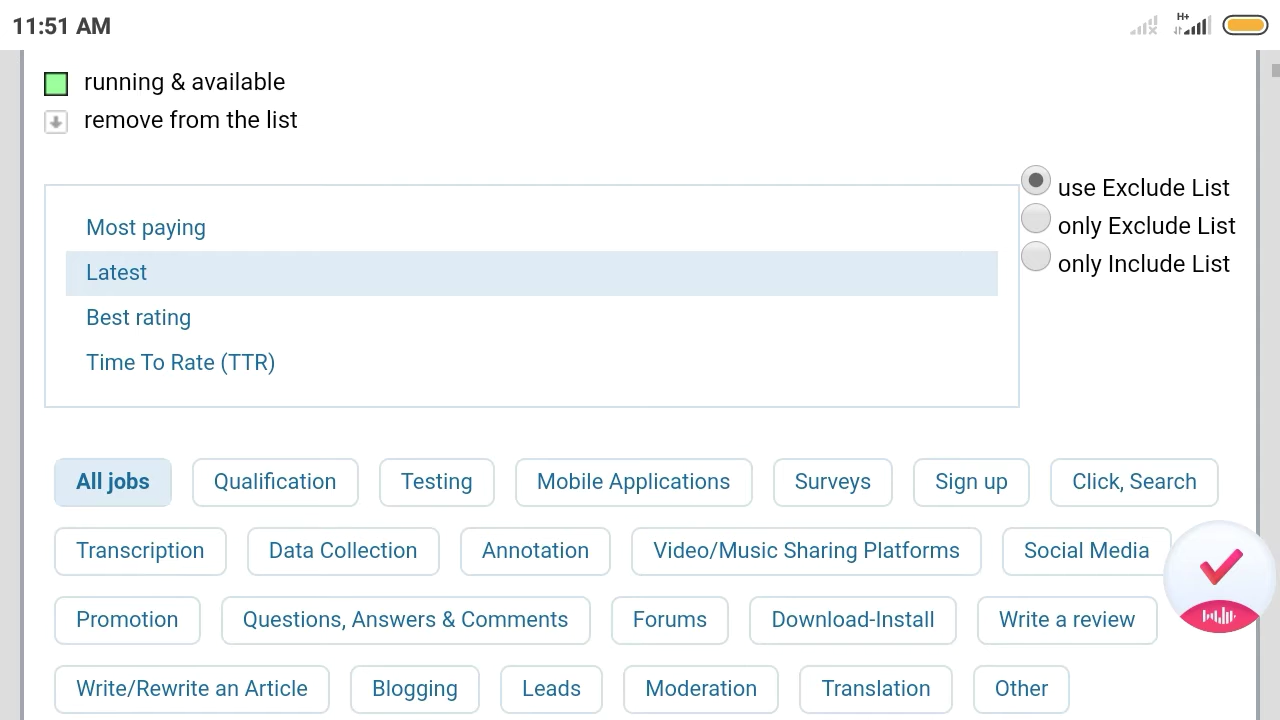 11:51 AM
H+
running & available
remove from the list
use Exclude List
only Exclude List
only Include List
Most paying
Latest
Best rating
Time To Rate (TTR)
All jobs Qualification Testing Mobile Applications Surveys Sign up Click, Search
Transcription Data Collection Annotation Video/Music Sharing Platforms Social Media
Promotion Questions, Answers & Comments Forums Download-Install Write a review
Write/Rewrite an Article Blogging Leads Moderation Translation Other